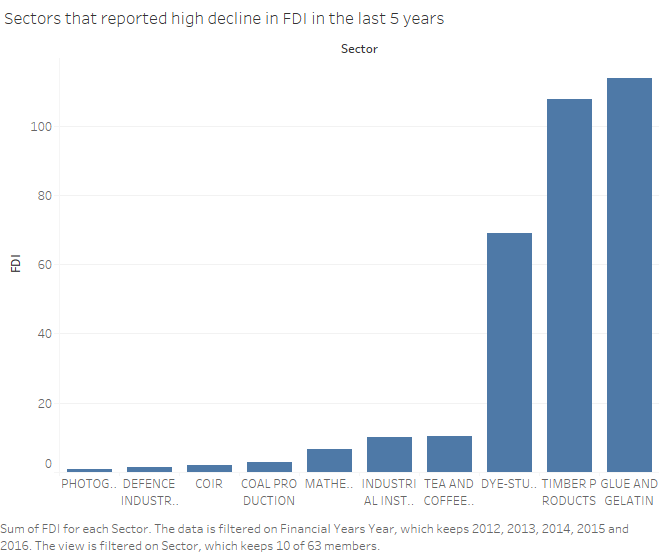 Sectors that reported high decline in FDI in the last 5 years
Sector
FDI
100
80
60
40
20
0
PHOTOG..
DEFENCE
INDUSTR..
COIR
COAL PRO
DUCTION
MATHE..
INDUSTRI
AL INST..
TEA AND
COFFEE..
DYE-STU..
TIMBER P
RODUCTS
GLUE AND
GELATIN
Sum of FDI for each Sector. The data is filtered on Financial Years Year, which keeps 2012, 2013, 2014, 2015 and
2016. The view is filtered on Sector, which keeps 10 of 63 members.